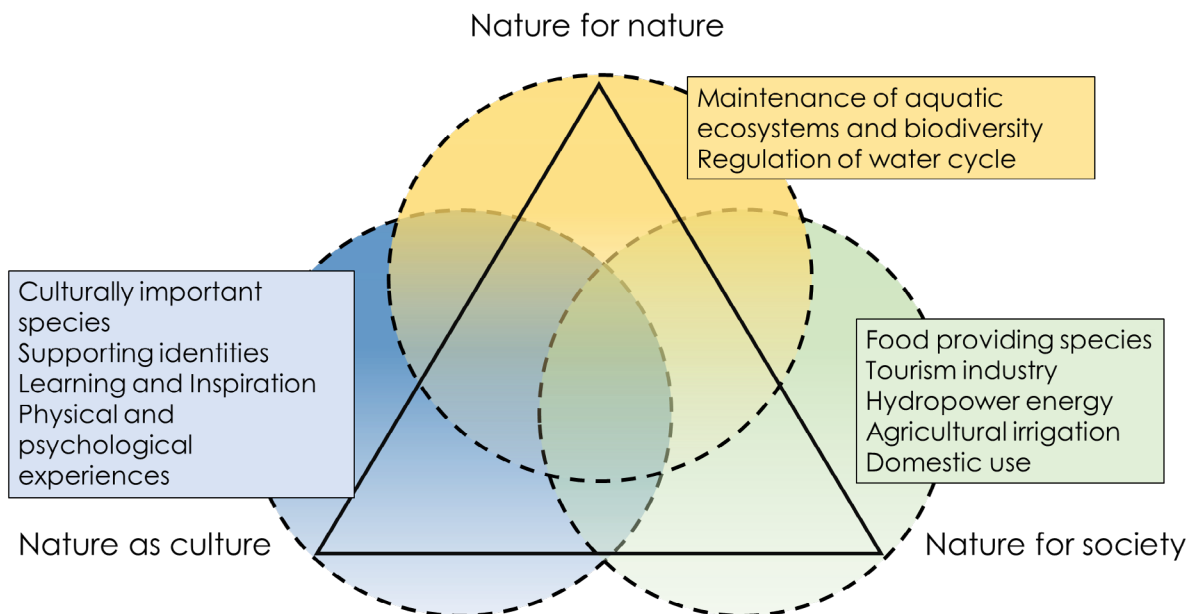 Nature for nature
Maintenance of aquatic
ecosystems and biodiversity
Regulation of water cycle
Culturally important
species
Supporting identities
Learning and Inspiration
Physical and
psychological
experiences
Food providing species
Tourism industry
Hydropower energy
Agricultural irrigation
Domestic use
Nature as culture
Nature for society